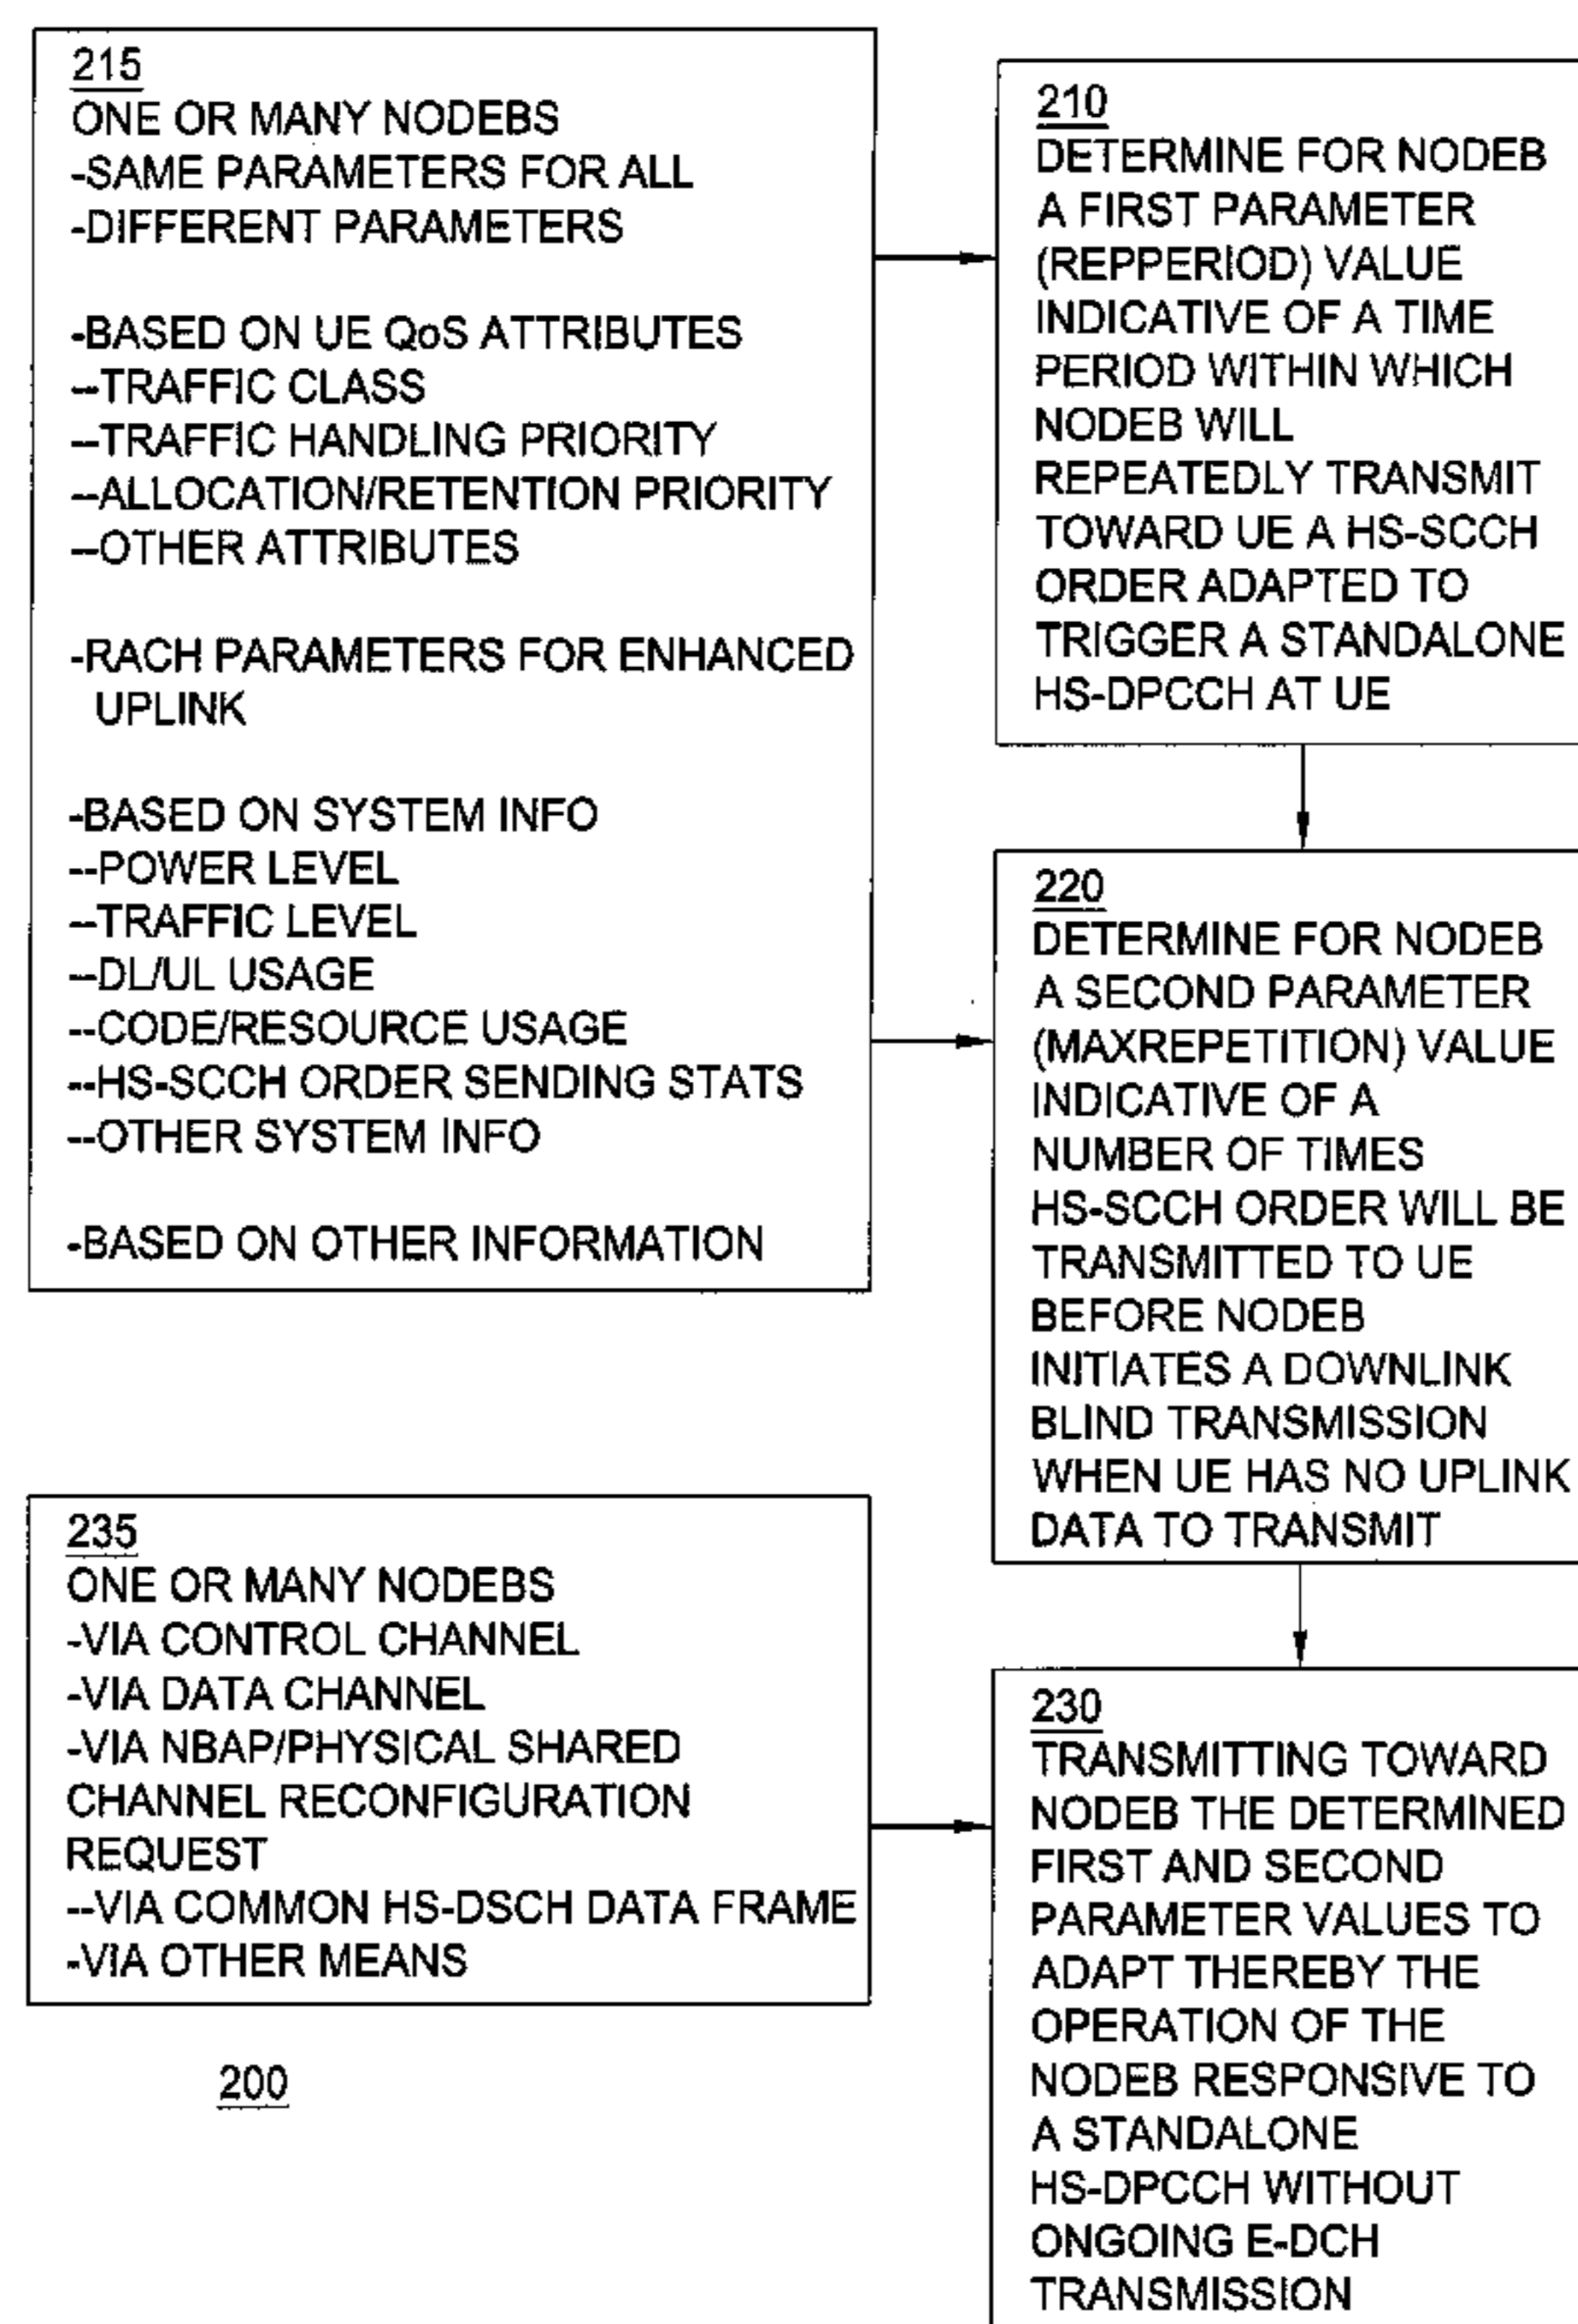 215
ONE OR MANY NODEBS
-SAME PARAMETERS FOR ALL
-DIFFERENT PARAMETERS
-BASED ON UE QoS ATTRIBUTES
--TRAFFIC CLASS
--TRAFFIC HANDLING PRIORITY
--ALLOCATION/RETENTION PRIORITY
--OTHER ATTRIBUTES
-RACH PARAMETERS FOR ENHANCED
UPLINK
-BASED ON SYSTEM INFO
--POWER LEVEL
--TRAFFIC LEVEL
--DL/UL USAGE
--CODE/RESOURCE USAGE
--HS-SCCH ORDER SENDING STATS
--OTHER SYSTEM INFO
-BASED ON OTHER INFORMATION
210
DETERMINE FOR NODEB
A FIRST PARAMETER
(REPPERIOD) VALUE
INDICATIVE OF A TIME
PERIOD WITHIN WHICH
NODEB WILL
REPEATEDLY TRANSMIT
TOWARD UE A HS-SCCH
ORDER ADAPTED TO
TRIGGER A STANDALONE
HS-DPCCH AT UE
220
DETERMINE FOR NODEB
A SECOND PARAMETER
(MAXREPETITION) VALUE
INDICATIVE OF A
NUMBER OF TIMES
HS-SCCH ORDER WILL BE
TRANSMITTED TO UE
BEFORE NODEB
INITIATES A DOWNLINK
BLIND TRANSMISSION
WHEN UE HAS NO UPLINK
DATA TO TRANSMIT
235
ONE OR MANY NODEBS
-VIA CONTROL CHANNEL
-VIA DATA CHANNEL
-VIA NBAP/PHYSICAL SHARED
CHANNEL RECONFIGURATION
REQUEST
--VIA COMMON HS-DSCH DATA FRAME
-VIA OTHER MEANS
230
TRANSMITTING TOWARD
NODEB THE DETERMINED
FIRST AND SECOND
PARAMETER VALUES TO
ADAPT THEREBY THE
OPERATION OF THE
NODEB RESPONSIVE TO
A STANDALONE
HS-DPCCH WITHOUT
ONGOING E-DCH
TRANSMISSION
200